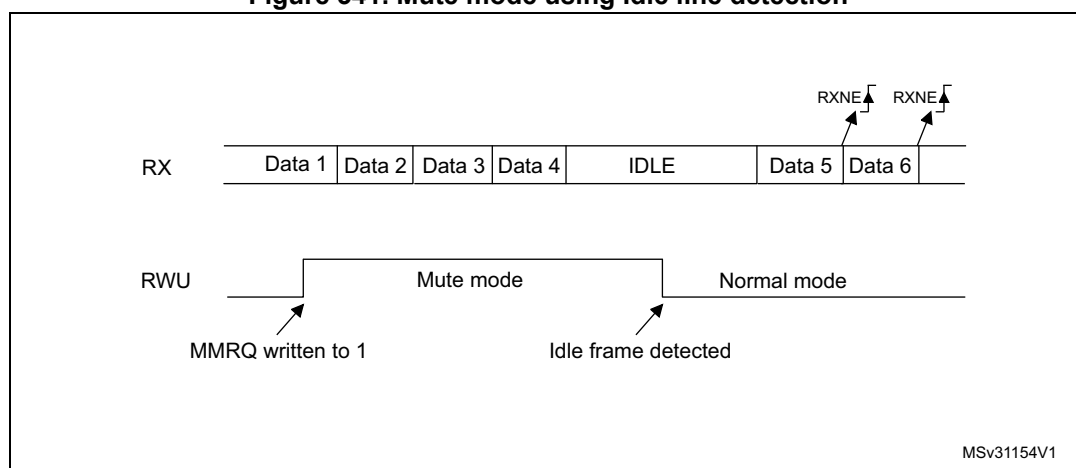 Figure Mute mode using Idle line detection
RXNE RXNE
RX Data 1 Data 2 Data 3 Data 4 IDLE Data 5 Data 6
RWU Mute mode Normal mode
MMRQ written to 1 Idle frame detected
MSv31154V1